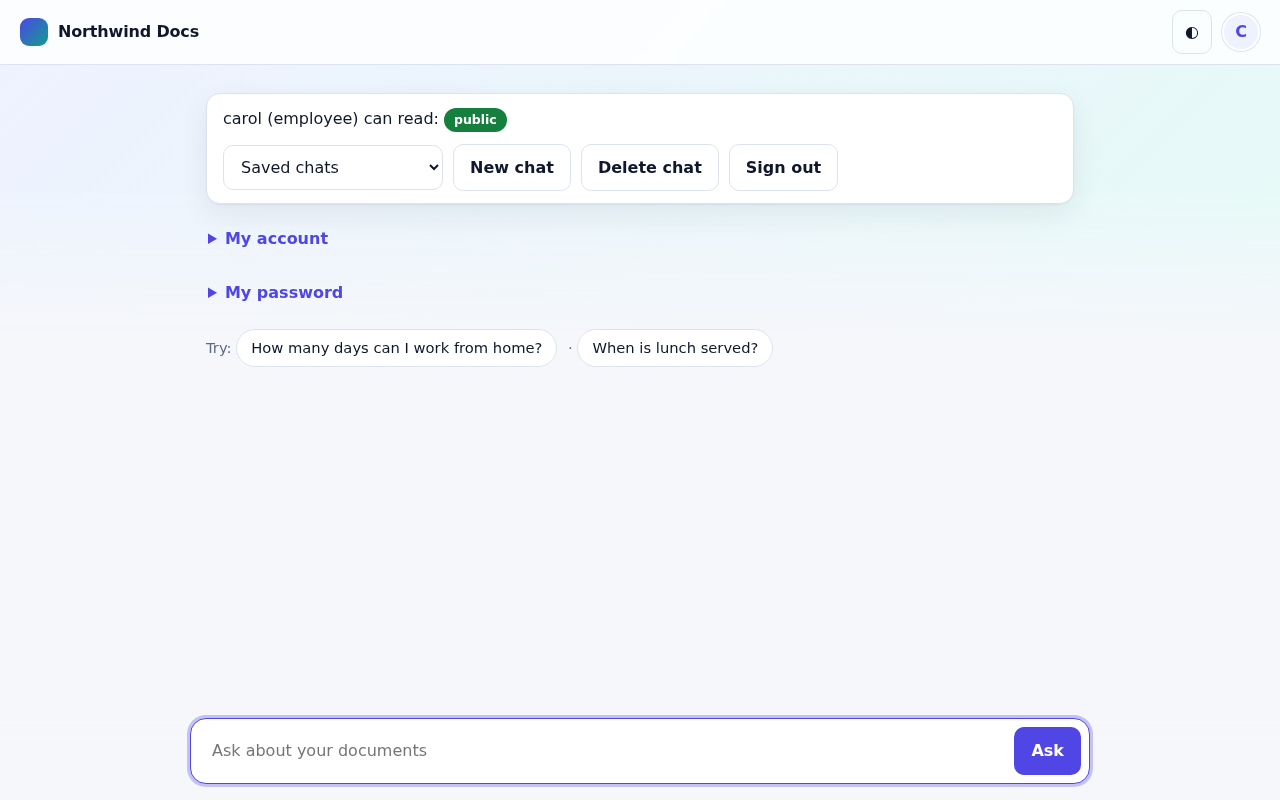 Northwind Docs
◐
C
carol (employee) can read: public
Saved chats
New chat
Delete chat
Sign out
My account
My password
Try: How many days can I work from home? · When is lunch served?
Ask about your documents
Ask